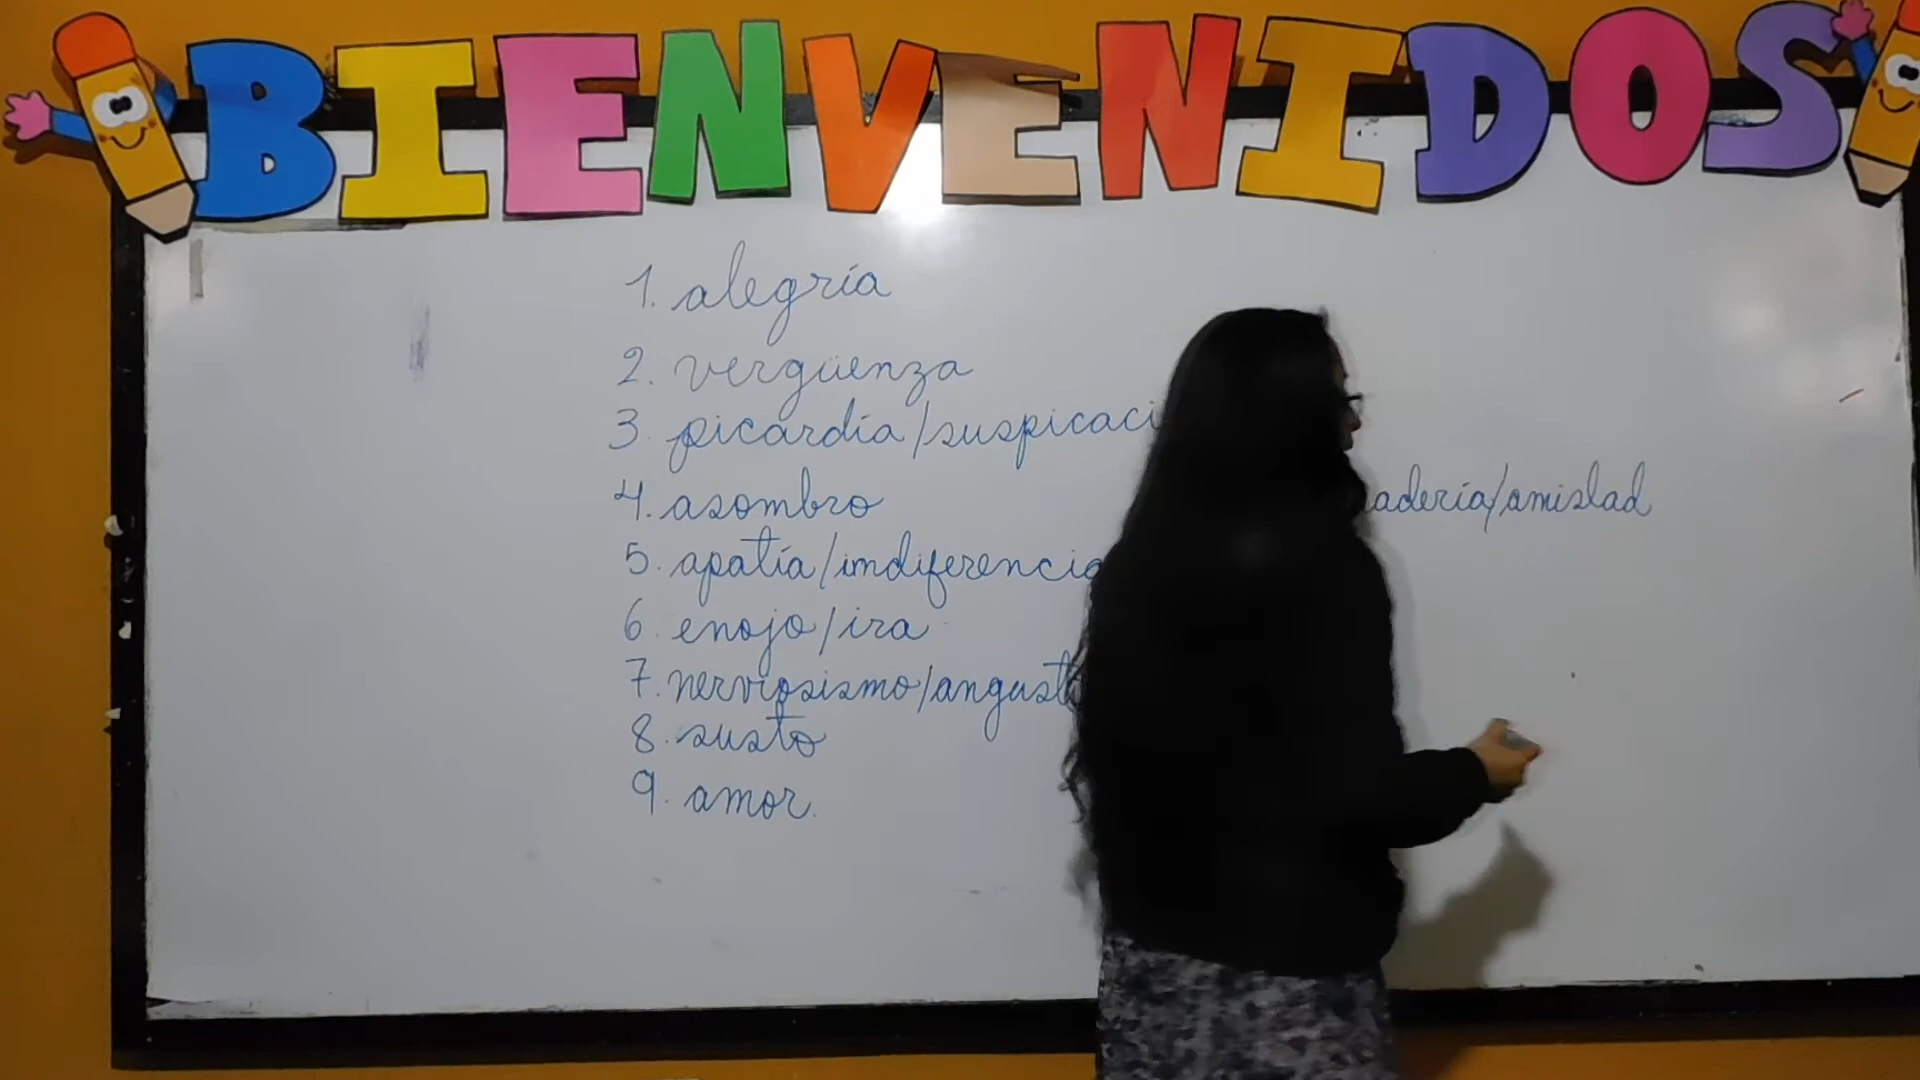 BIENVENIDOS
1. alegría
2. vergüenza
3. picardía/suspicaci
4. asombro
adería/amistad
5. apatía/indiferencia
6. enojo/ira
7. nerviosismo/angust
8. susto
9. amor.